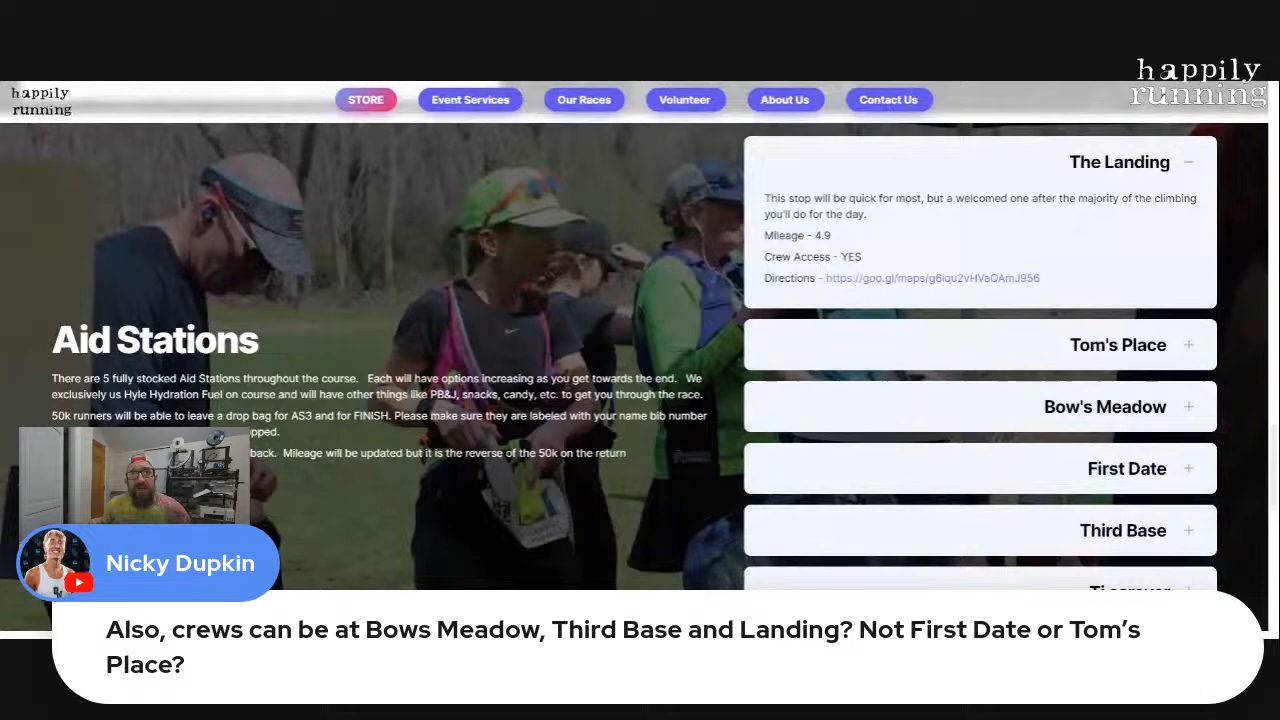 happily
running
happily
running
STORE
Event Services
Our Races
Volunteer
About Us
Contact Us
The Landing
This stop will be quick for most, but a welcomed one after the majority of the climbing
you'll do for the day.
Mileage - 4.9
Crew Access - YES
Directions - https://goo.gl/maps/g6iqu2vHVaQAmJ956
Tom's Place
Bow's Meadow
First Date
Third Base
Aid Stations
There are 5 fully stocked Aid Stations throughout the course. Each will have options increasing as you get towards the end. We
exclusively us Hyle Hydration Fuel on course and will have other things like PB&J, snacks, candy, etc. to get you through the race.
50k runners will be able to leave a drop bag for AS3 and for FINISH. Please make sure they are labeled with your name bib number
opped.
back. Mileage will be updated but it is the reverse of the 50k on the return
Nicky Dupkin
Also, crews can be at Bows Meadow, Third Base and Landing? Not First Date or Tom’s
Place?